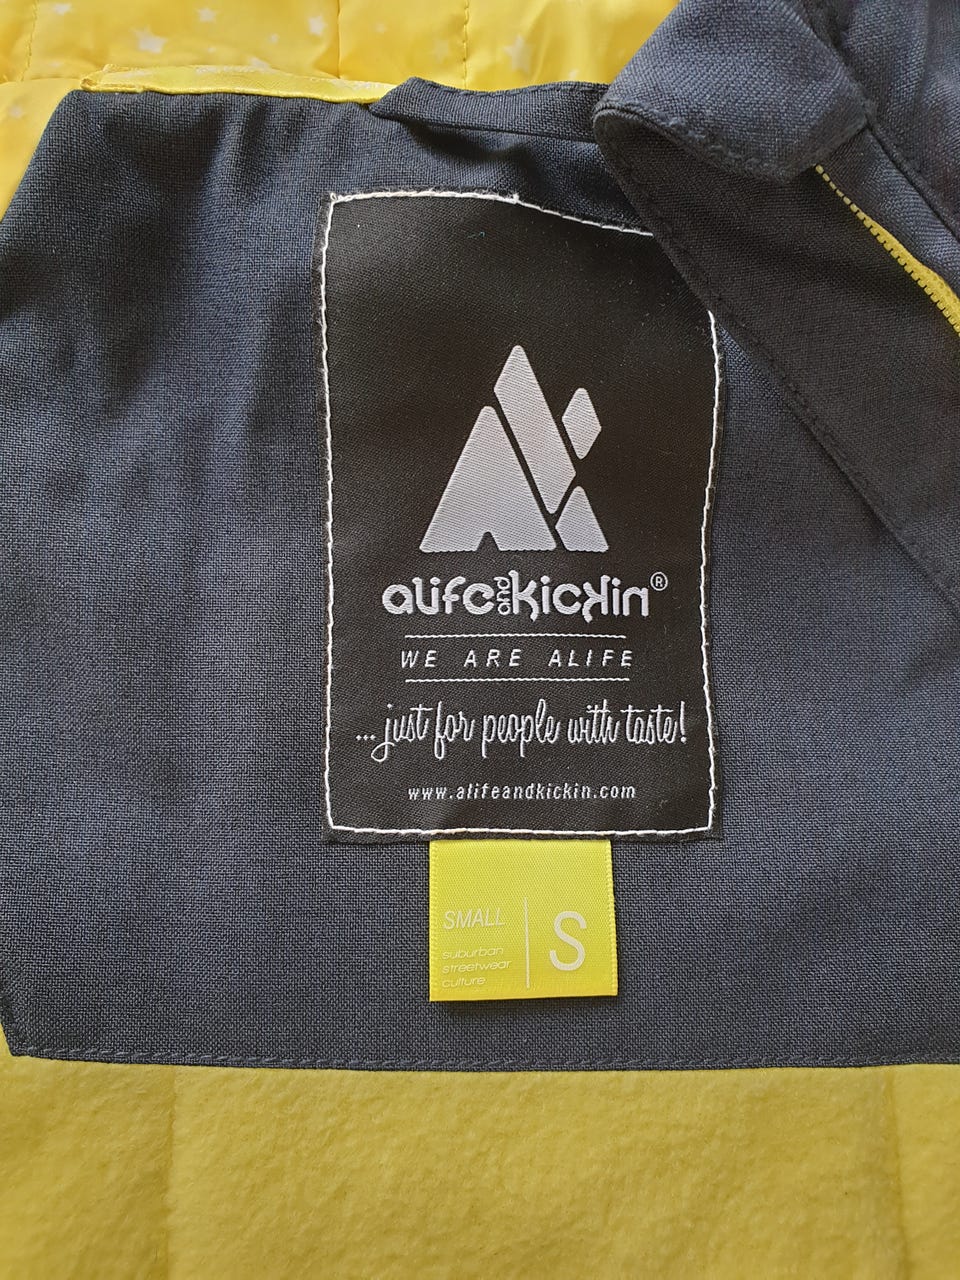 alifeandkickin®
WE ARE ALIFE
...just for people with taste!
www.alifeandkickin.com
SMALL
S
suburban
streetwear
culture